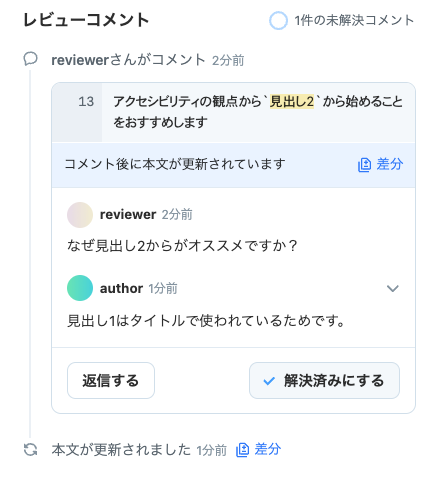 レビューコメント
1件の未解決コメント
reviewerさんがコメント 2分前
13 アクセシビリティの観点から`見出し2`から始めること
をおすすめします
コメント後に本文が更新されています 差分
reviewer 2分前
なぜ見出し2からがオススメですか？
author 1分前
見出し1はタイトルで使われているためです。
返信する 解決済みにする
本文が更新されました 1分前 差分